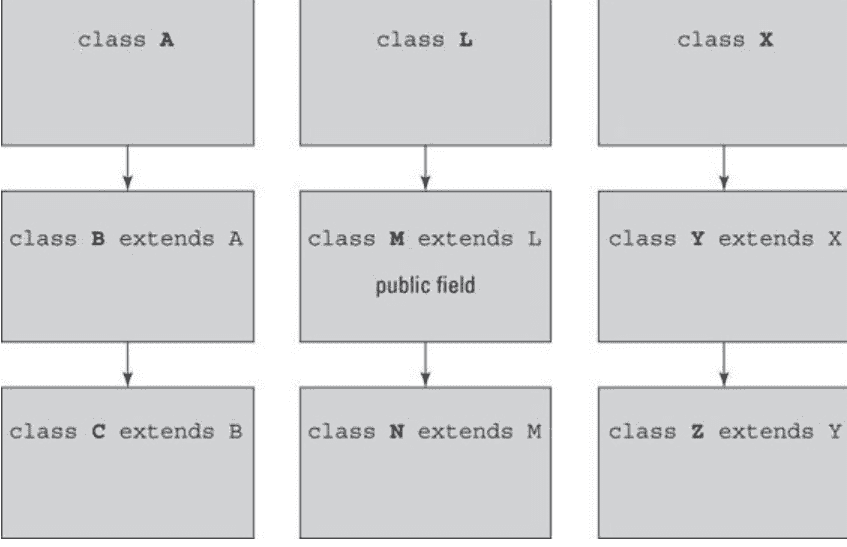 class A
class L
class X
class B extends A
class M extends L
public field
class Y extends X
class C extends B
class N extends M
class Z extends Y